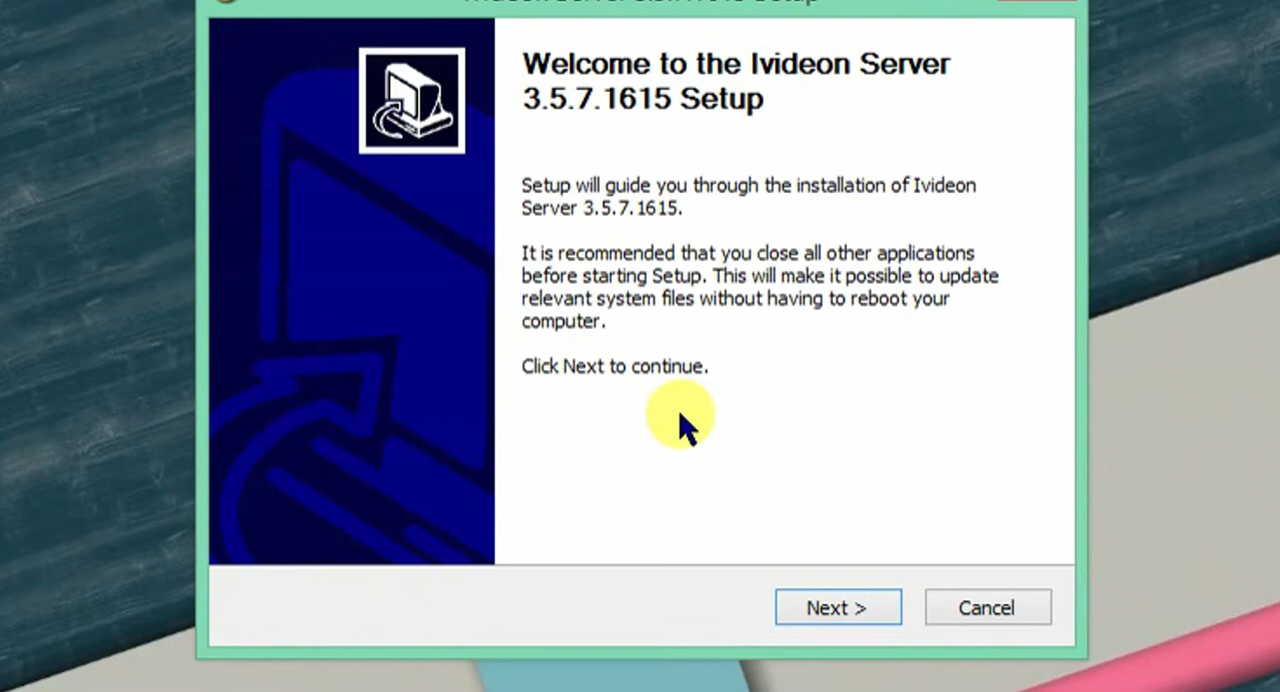 Welcome to the Ivideon Server
3.5.7.1615 Setup
Setup will guide you through the installation of Ivideon
Server 3.5.7.1615.
It is recommended that you close all other applications
before starting Setup. This will make it possible to update
relevant system files without having to reboot your
computer.
Click Next to continue.
Next >
Cancel